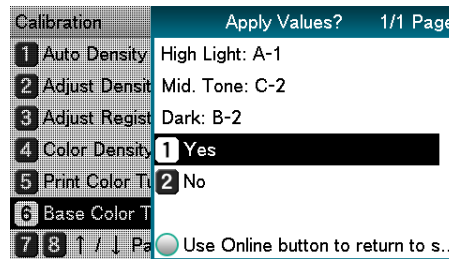 Calibration
1 Auto Density
2 Adjust Densit
3 Adjust Regist
4 Color Density
5 Print Color Tu
6 Base Color T
7 8 ↑ / ↓ Pa
Apply Values? 1/1 Page
High Light: A-1
Mid. Tone: C-2
Dark: B-2
1 Yes
2 No
Use Online button to return to s..